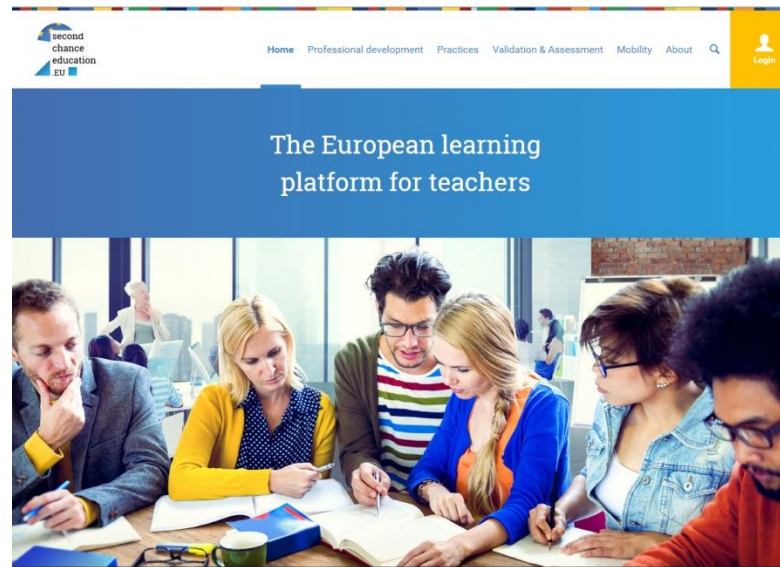 second
chance
education
.EU
Home Professional development Practices Validation & Assessment Mobility About
Login
The European learning
platform for teachers